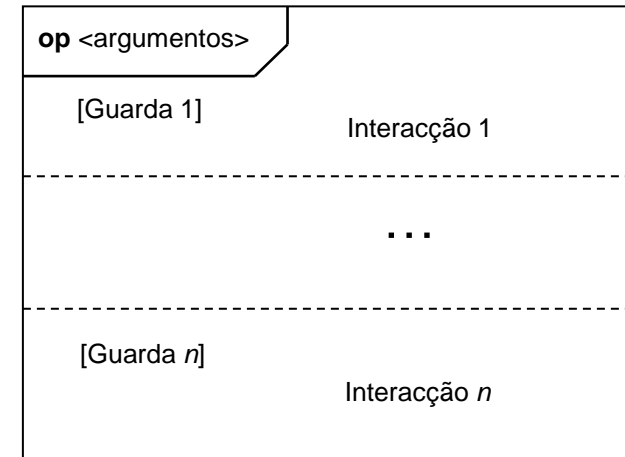 op <argumentos>
[Guarda 1]
Interacção 1
. . .
[Guarda n]
Interacção n